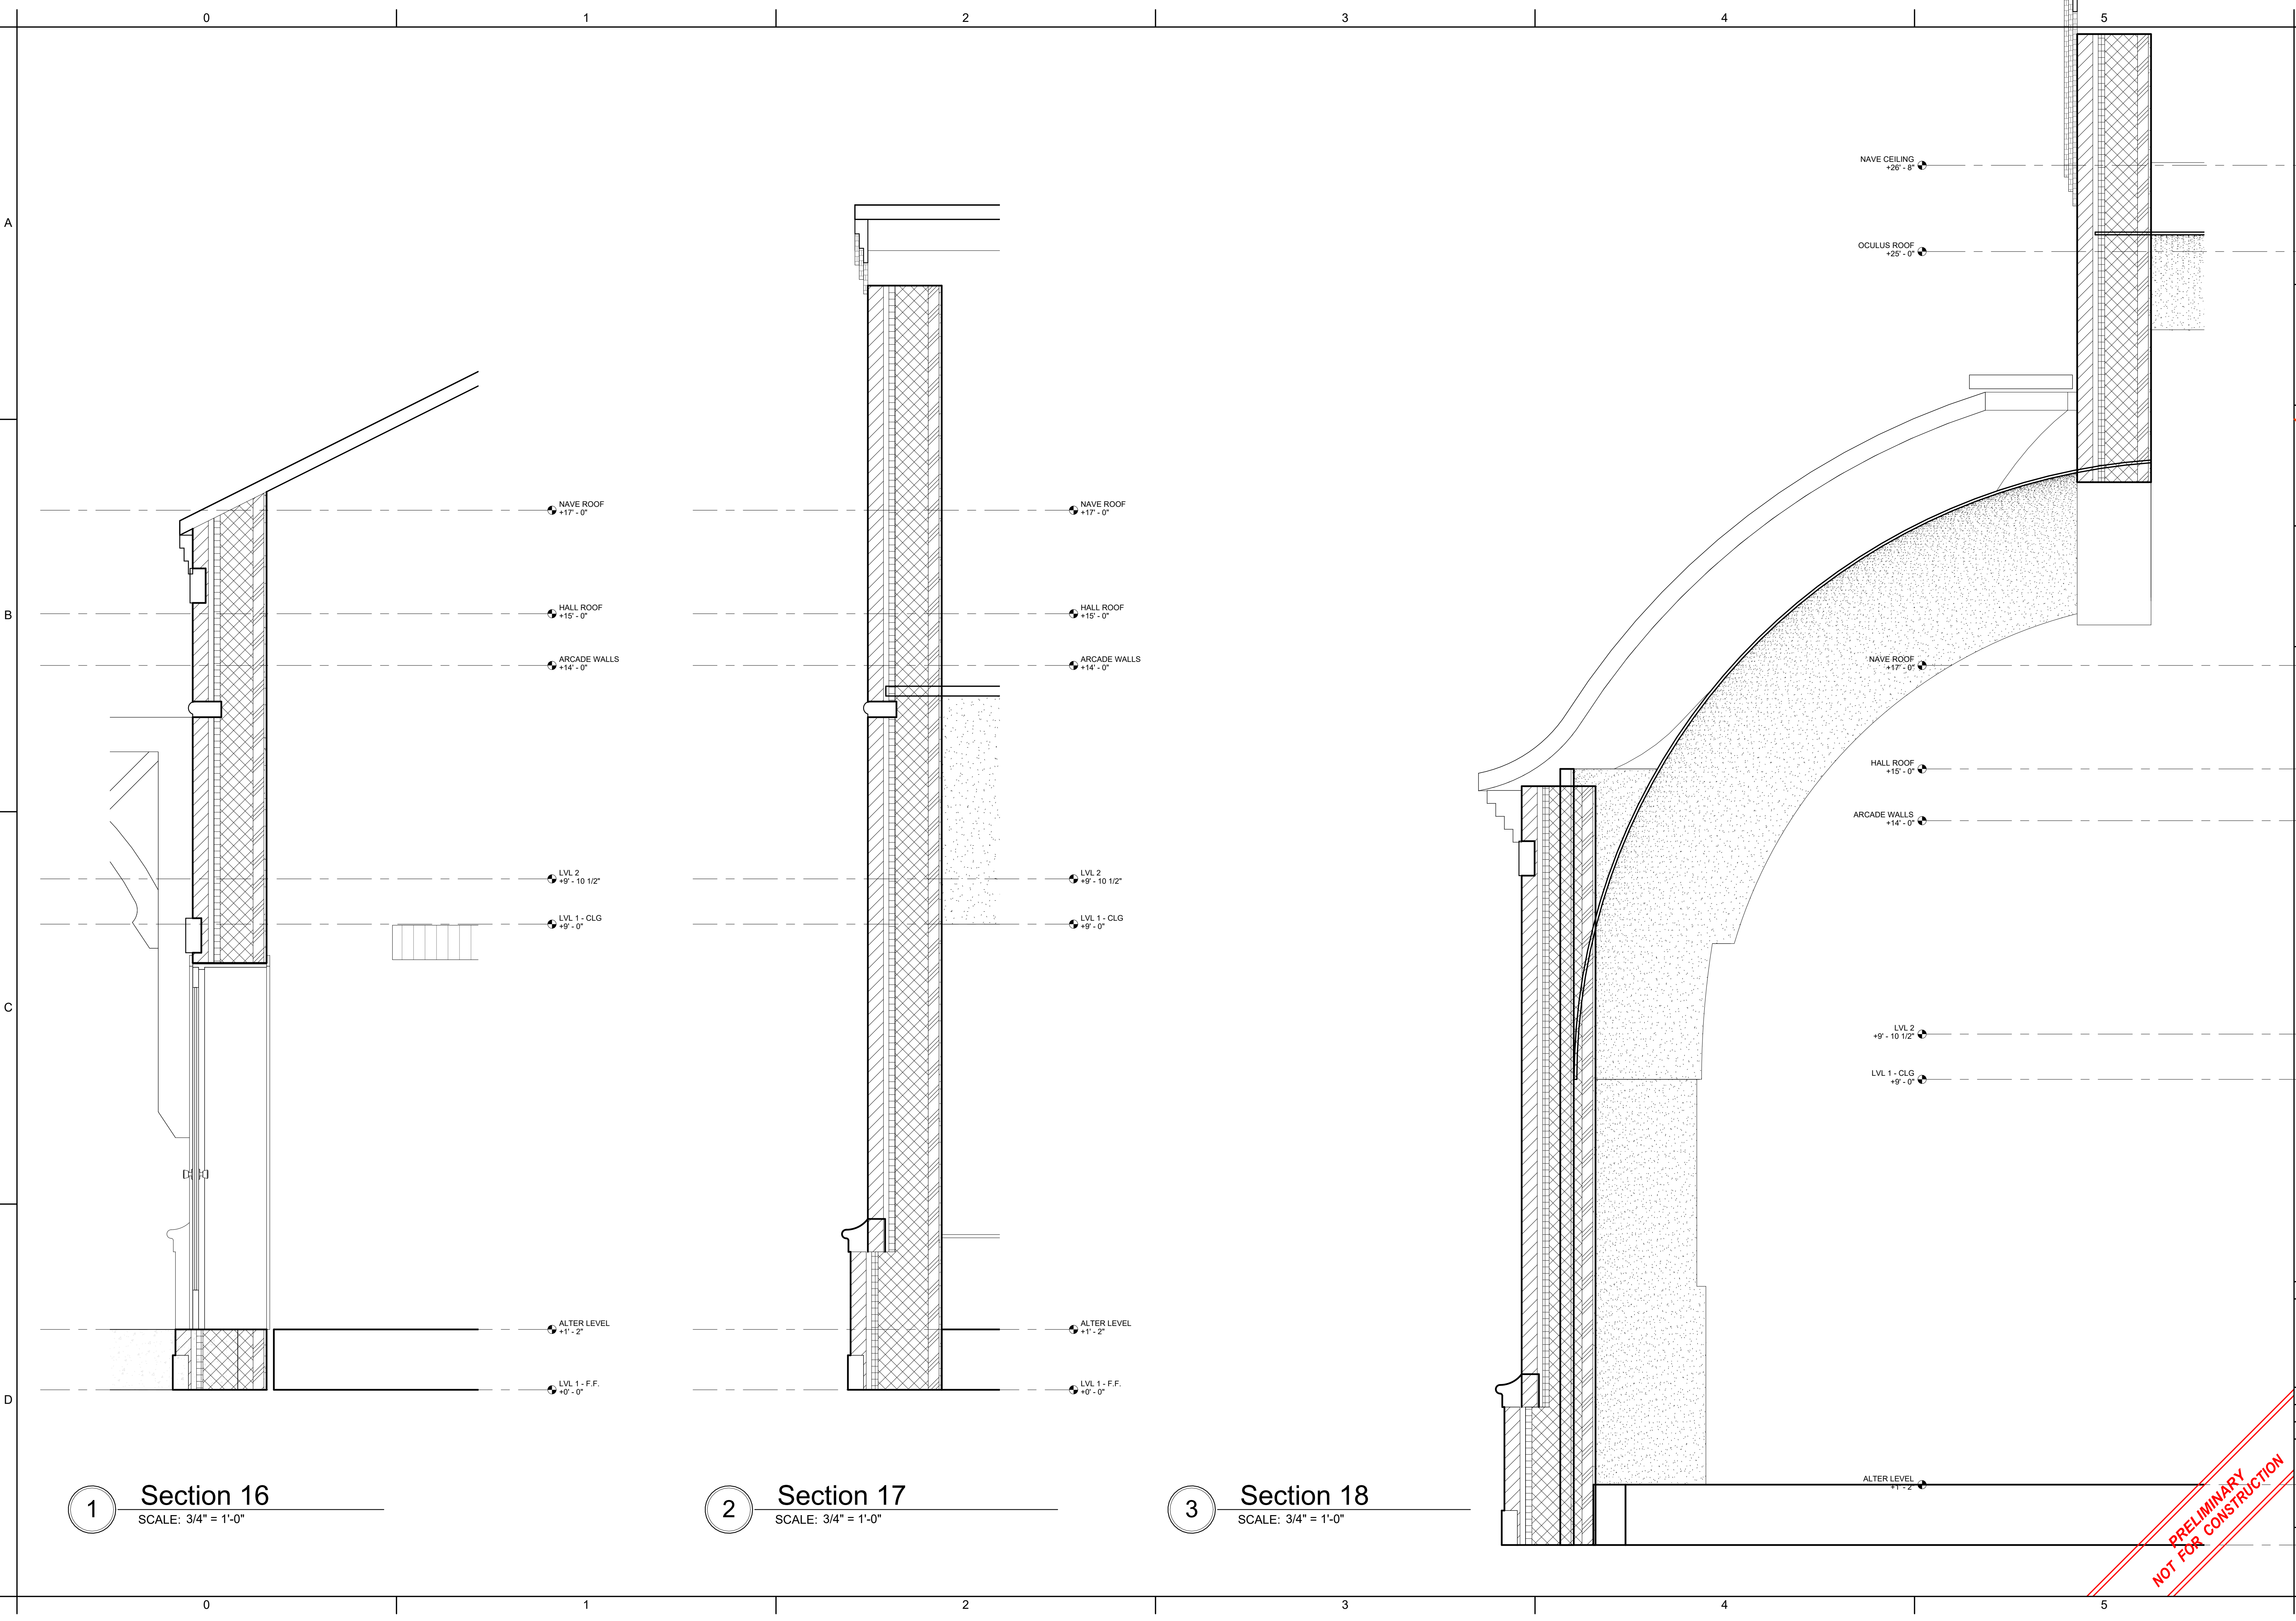 0 1 2 3 4 5
A
B
C
D
NAVE ROOF
+17' - 0"
HALL ROOF
+15' - 0"
ARCADE WALLS
+14' - 0"
LVL 2
+9' - 10 1/2"
LVL 1 - CLG
+9' - 0"
ALTER LEVEL
+1' - 2"
LVL 1 - F.F.
+0' - 0"
1
Section 16
SCALE: 3/4" = 1'-0"
NAVE ROOF
+17' - 0"
HALL ROOF
+15' - 0"
ARCADE WALLS
+14' - 0"
LVL 2
+9' - 10 1/2"
LVL 1 - CLG
+9' - 0"
ALTER LEVEL
+1' - 2"
LVL 1 - F.F.
+0' - 0"
2
Section 17
SCALE: 3/4" = 1'-0"
NAVE CEILING
+26' - 8"
OCULUS ROOF
+25' - 0"
NAVE ROOF
+17' - 0"
HALL ROOF
+15' - 0"
ARCADE WALLS
+14' - 0"
LVL 2
+9' - 10 1/2"
LVL 1 - CLG
+9' - 0"
ALTER LEVEL
+1' - 2"
3
Section 18
SCALE: 3/4" = 1'-0"
PRELIMINARY
NOT FOR CONSTRUCTION
0 1 2 3 4 5